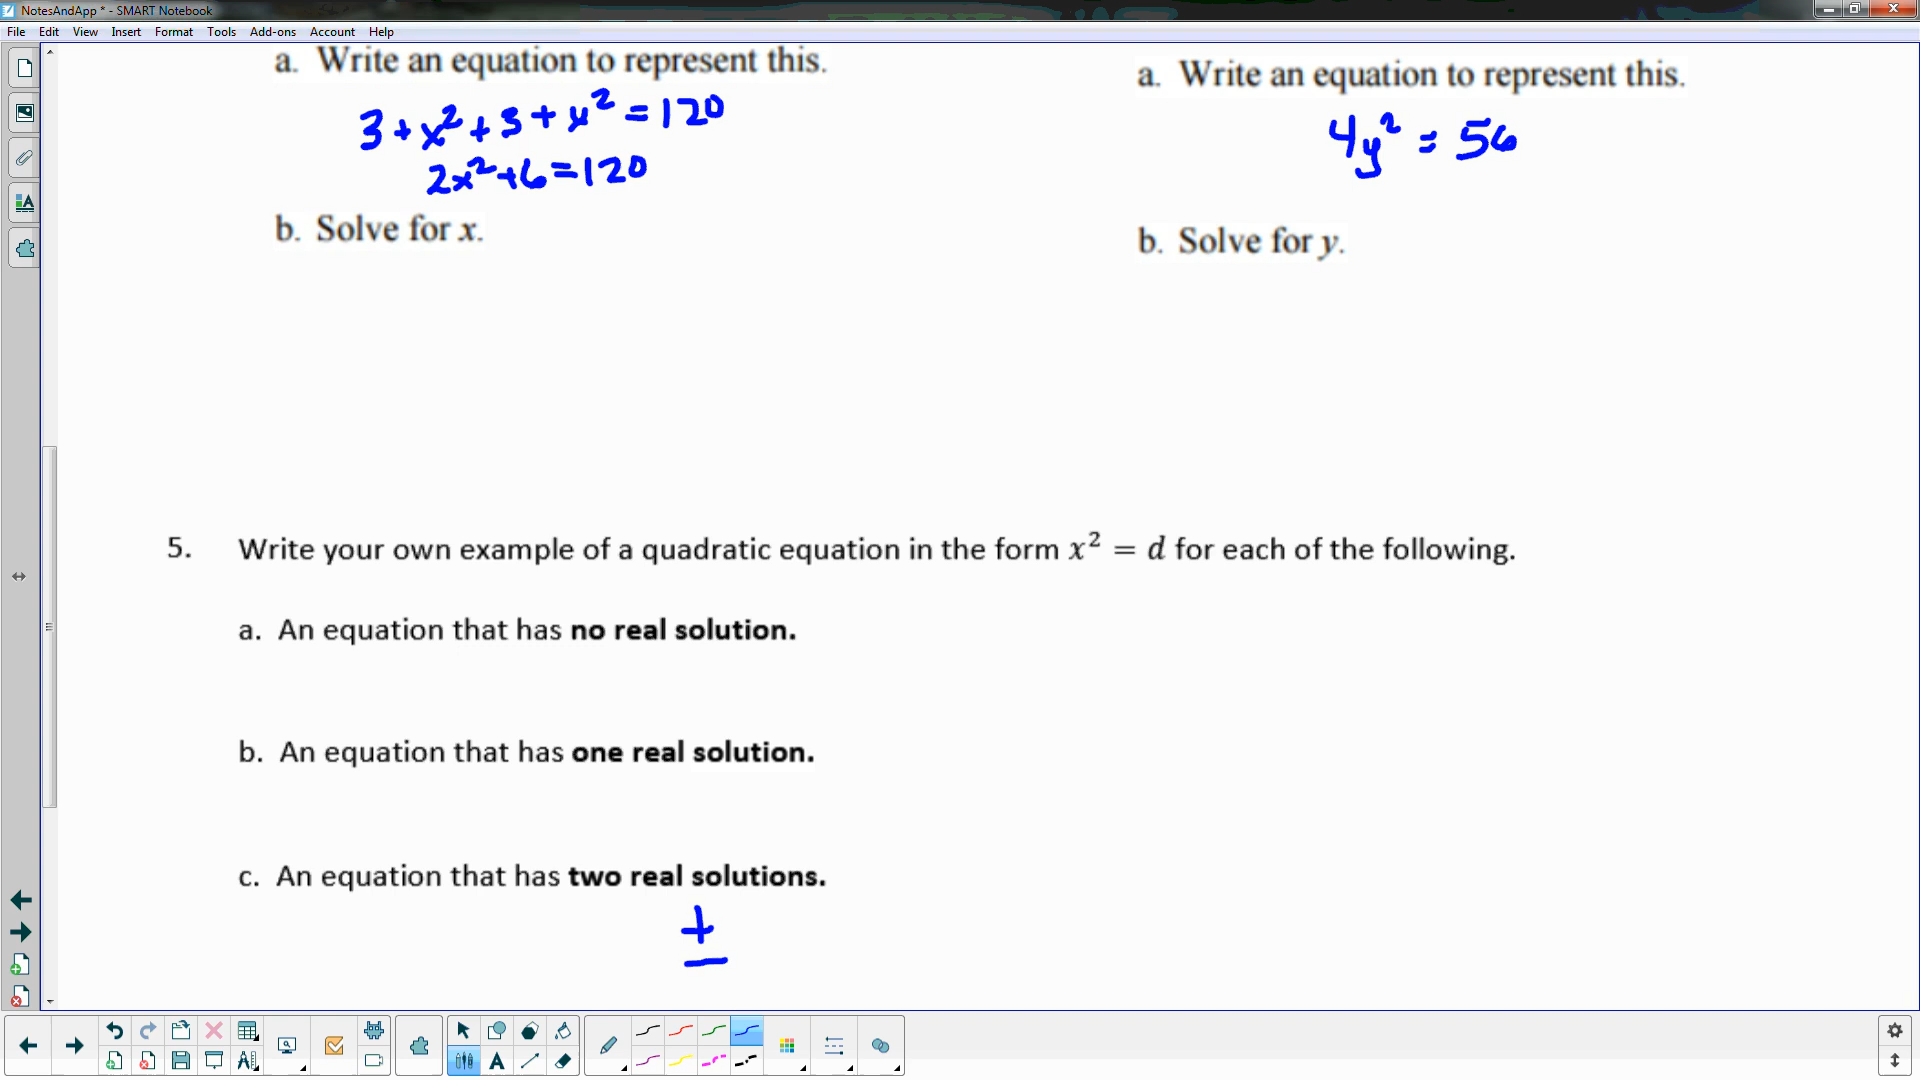 NotesAndApp * - SMART Notebook
File Edit View Insert Format Tools Add-ons Account Help
a. Write an equation to represent this.
3+x²+3+x²=120
2x²+6=120
b. Solve for x.
a. Write an equation to represent this.
4y² = 56
b. Solve for y.
5. Write your own example of a quadratic equation in the form x² = d for each of the following.
a. An equation that has no real solution.
b. An equation that has one real solution.
c. An equation that has two real solutions.
±